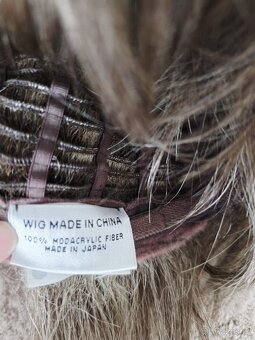 WIG MADE IN CHINA
100% MODACRYLIC FIBER
MADE IN JAPAN